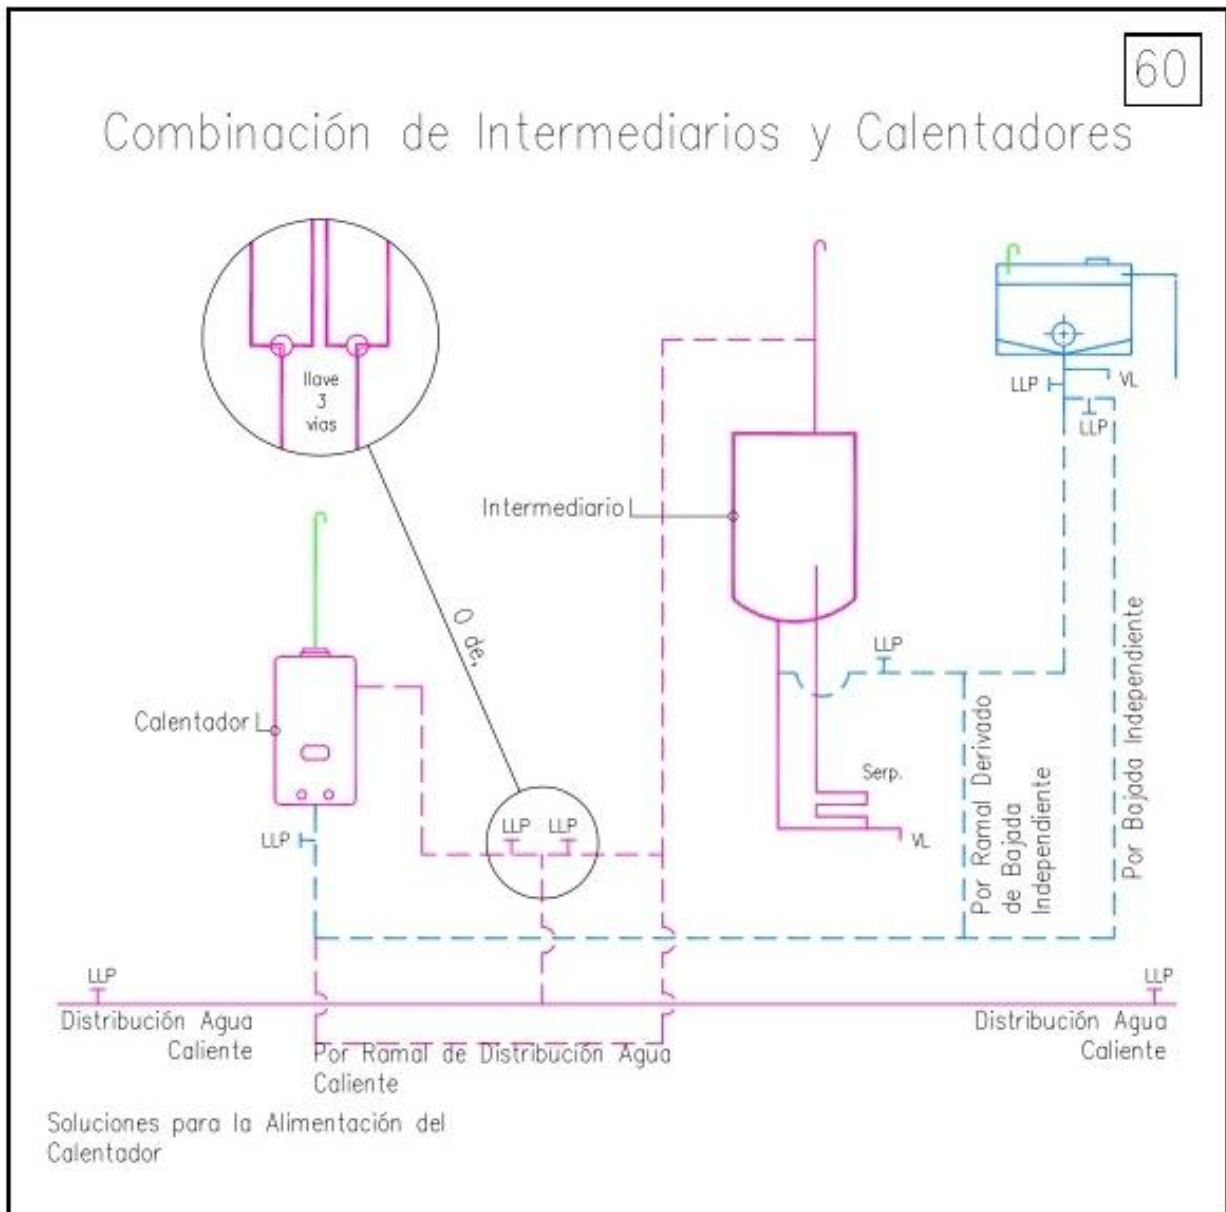 60
Combinación de Intermediarios y Calentadores
llave
3
vias
LLP
VL
LLP
Intermediario
O de,
LLP
Calentador
Serp.
LLP
LLP
LLP
VL
Por Ramal Derivado
de Bajada
Independiente
Por Bajada Independiente
LLP
LLP
Distribución Agua
Caliente
Por Ramal de Distribución Agua
Caliente
Distribución Agua
Caliente
Soluciones para la Alimentación del
Calentador